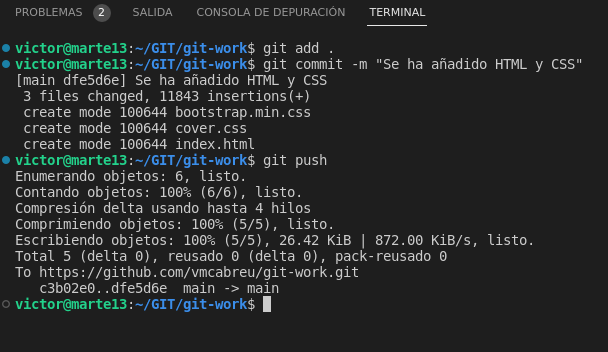 PROBLEMAS 2 SALIDA CONSOLA DE DEPURACIÓN TERMINAL
victor@marte13:~/GIT/git-work$ git add .
victor@marte13:~/GIT/git-work$ git commit -m "Se ha añadido HTML y CSS"
[main dfe5d6e] Se ha añadido HTML y CSS
 3 files changed, 11843 insertions(+)
 create mode 100644 bootstrap.min.css
 create mode 100644 cover.css
 create mode 100644 index.html
victor@marte13:~/GIT/git-work$ git push
Enumerando objetos: 6, listo.
Contando objetos: 100% (6/6), listo.
Compresión delta usando hasta 4 hilos
Comprimiendo objetos: 100% (5/5), listo.
Escribiendo objetos: 100% (5/5), 26.42 KiB | 872.00 KiB/s, listo.
Total 5 (delta 0), reusado 0 (delta 0), pack-reusado 0
To https://github.com/vmcabreu/git-work.git
   c3b02e0..dfe5d6e  main -> main
victor@marte13:~/GIT/git-work$